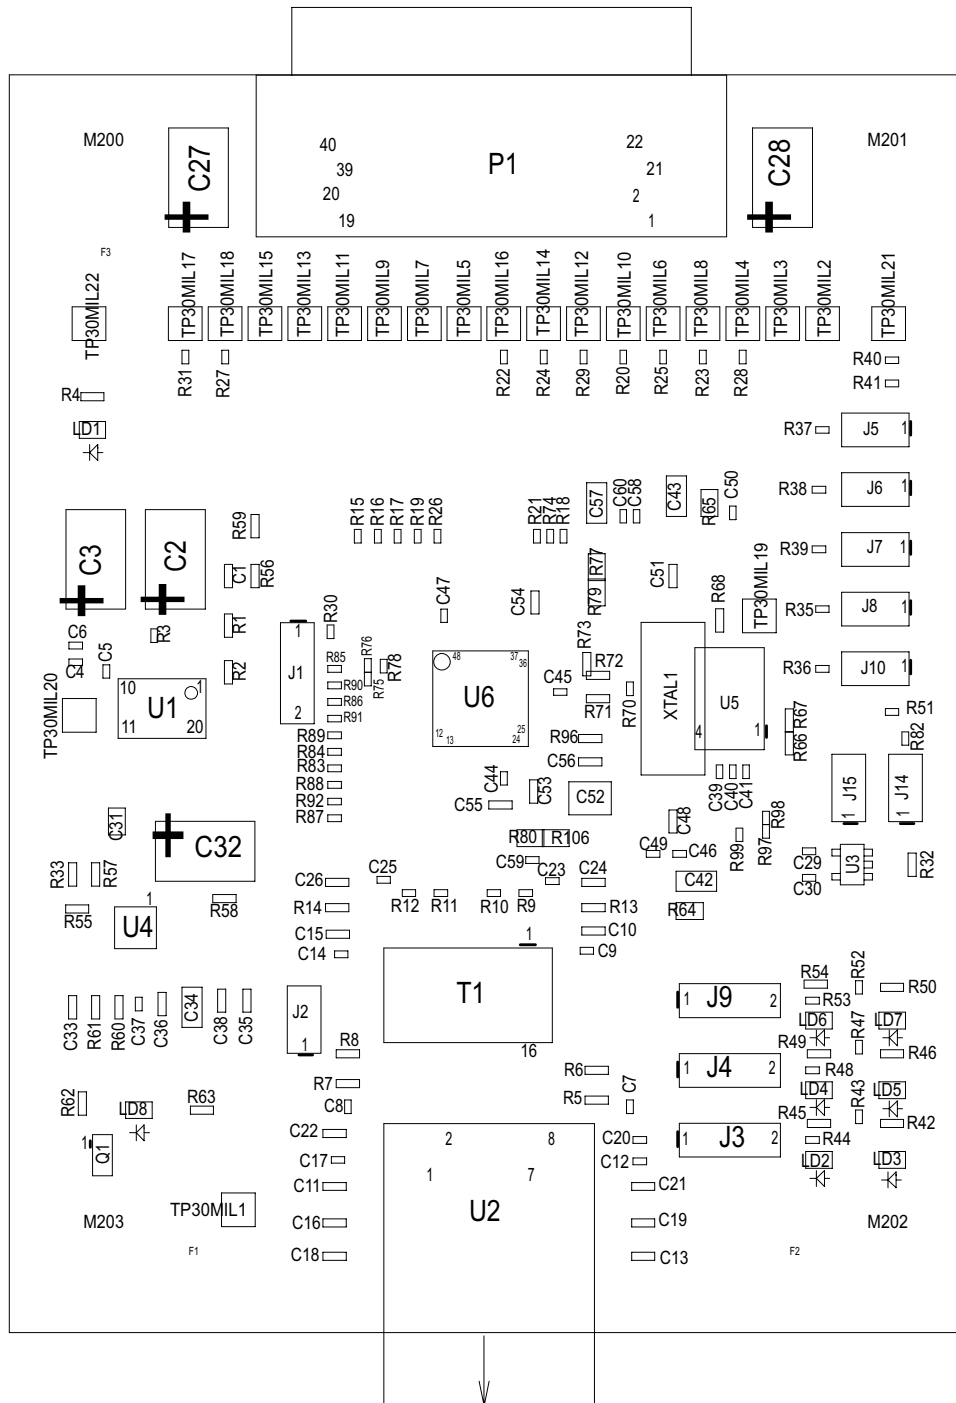 M200
C27
40
39
20
19
P1
22
21
2
1
C28
M201
F3
TP30MIL22
TP30MIL17
TP30MIL18
TP30MIL15
TP30MIL13
TP30MIL11
TP30MIL9
TP30MIL7
TP30MIL5
TP30MIL16
TP30MIL14
TP30MIL12
TP30MIL10
TP30MIL6
TP30MIL8
TP30MIL4
TP30MIL3
TP30MIL2
TP30MIL21
R31
R27
R22
R24
R29
R20
R25
R23
R28
R40
R41
R4
LD1
R37
J5
1
R38
J6
1
R39
J7
1
R35
J8
1
R36
J10
1
C3
C2
R59
R56
C1
R15
R16
R17
R19
R26
R21
R74
R18
C57
C60
C58
C43
R65
C50
R77
R79
C51
R68
TP30MIL19
C47
C54
C6
C4
C5
R3
R1
R2
1
J1
2
R30
R85
R90
R86
R91
R89
R84
R83
R88
R92
R87
R76
R75
R78
48
37
36
U6
12
13
25
24
R73
R72
C45
R71
R70
XTAL1
U5
4
1
R67
R66
R51
R82
TP30MIL20
10
1
U1
11
20
R96
C56
C44
C53
C55
C52
C39
C40
C41
J15
1
J14
1
C31
C32
R80
R106
C59
C48
C49
C46
R99
R98
R97
C29
C30
U3
R32
R33
R57
R55
1
U4
R58
C26
C25
C23
C24
C42
R14
R12
R11
R10
R9
R13
R64
C15
C14
1
C10
C9
T1
16
C33
R61
R60
C37
C36
C34
C38
C35
J2
1
R8
R7
C8
1
J9
2
1
J4
2
1
J3
2
R54
R53
R52
R50
LD6
LD7
R47
R49
R48
R46
LD4
LD5
R43
R45
R44
R42
LD2
LD3
R6
R5
C7
R62
LD8
R63
1
Q1
C22
C17
C11
C16
C18
2
8
1
7
U2
C20
C12
C21
C19
C13
TP30MIL1
M203
M202
F1
F2